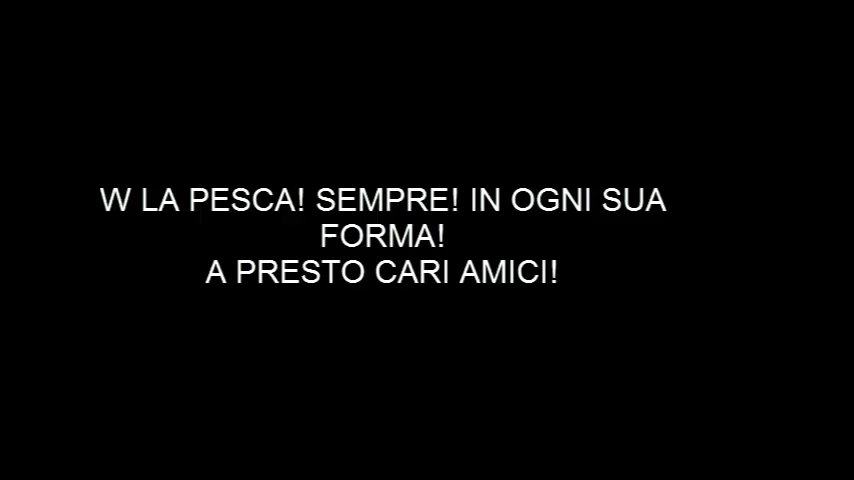 W LA PESCA! SEMPRE! IN OGNI SUA
FORMA!
A PRESTO CARI AMICI!